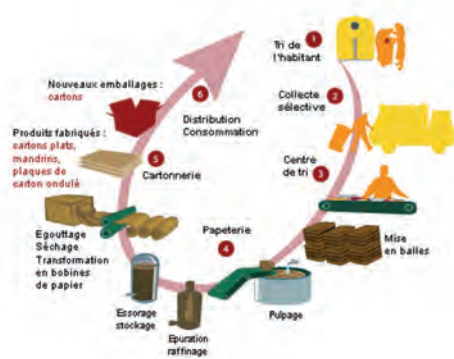 1
Tri de
l'habitant
Collecte
sélective
2
Centre
de tri
3
Mise
en balles
Papeterie
4
Pulpage
Epuration
raffinage
Essorage
stockage
Egouttage
Séchage
Transformation
en bobines
de papier
5
Cartonnerie
Produits fabriqués :
cartons plats,
mandrins,
plaques de
carton ondulé
Nouveaux emballages :
cartons
6
Distribution
Consommation